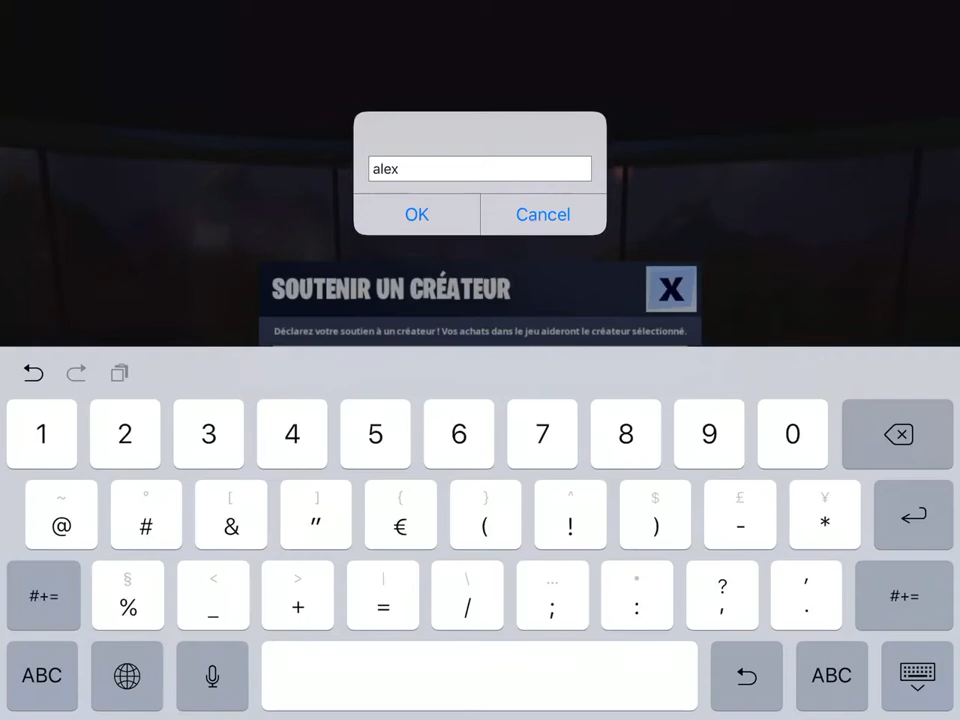 alex
OK Cancel
SOUTENIR UN CRÉATEUR X
Déclarez votre soutien à un créateur ! Vos achats dans le jeu aideront le créateur sélectionné.
1 2 3 4 5 6 7 8 9 0
~ ° [ ] { } ^ $ £ ¥
@ # & " € ( ! ) - *
§ < > | \ … • ? '
#+= % _ + = / ; : , . #+=
ABC ABC